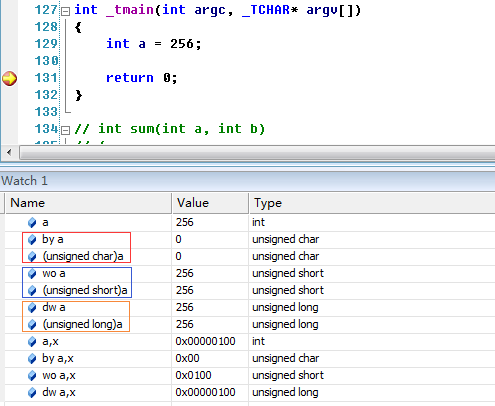 127 int _tmain(int argc, _TCHAR* argv[])
128 {
129 int a = 256;
130
131 return 0;
132 }
133
134 // int sum(int a, int b)
Watch 1
Name Value Type
a 256 int
by a 0 unsigned char
(unsigned char)a 0 unsigned char
wo a 256 unsigned short
(unsigned short)a 256 unsigned short
dw a 256 unsigned long
(unsigned long)a 256 unsigned long
a,x 0x00000100 int
by a,x 0x00 unsigned char
wo a,x 0x0100 unsigned short
dw a,x 0x00000100 unsigned long